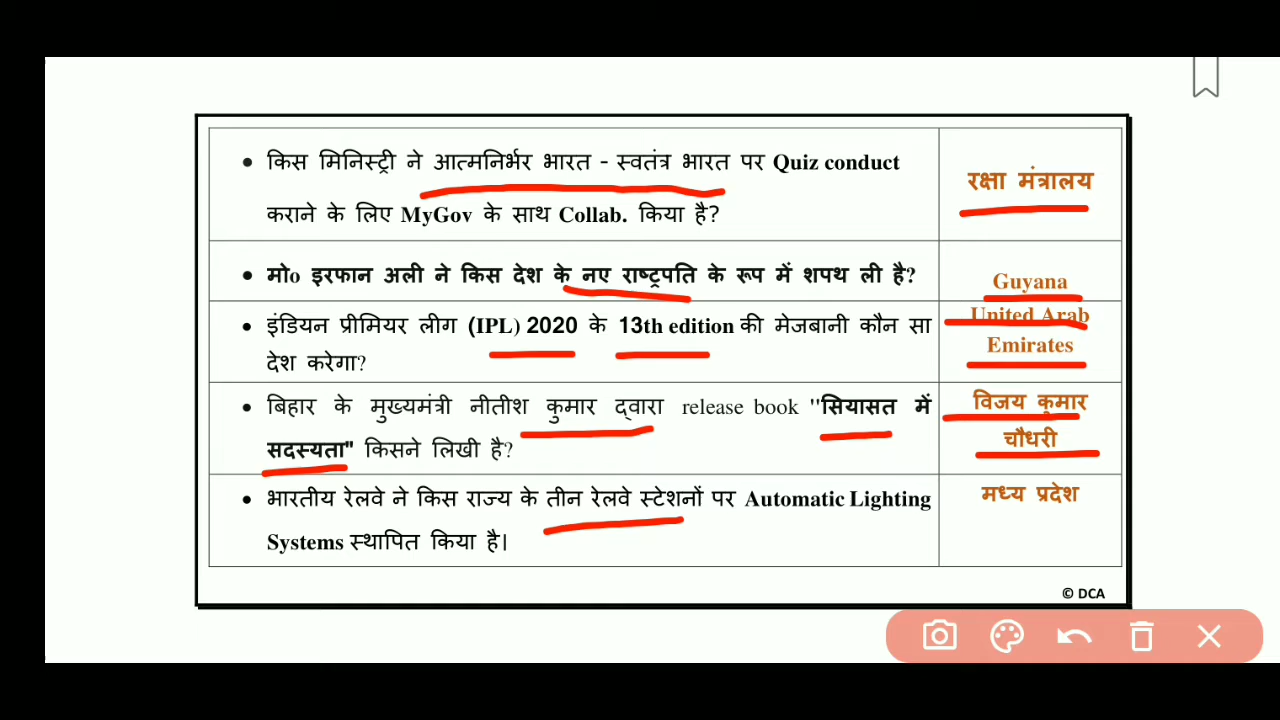 • किस मिनिस्ट्री ने आत्मनिर्भर भारत - स्वतंत्र भारत पर Quiz conduct
कराने के लिए MyGov के साथ Collab. किया है?
रक्षा मंत्रालय
• मो0 इरफान अली ने किस देश के नए राष्ट्रपति के रूप में शपथ ली है?
Guyana
• इंडियन प्रीमियर लीग (IPL) 2020 के 13th edition की मेजबानी कौन सा
देश करेगा?
United Arab
Emirates
• बिहार के मुख्यमंत्री नीतीश कुमार द्वारा release book "सियासत में
सदस्यता" किसने लिखी है?
विजय कुमार
चौधरी
• भारतीय रेलवे ने किस राज्य के तीन रेलवे स्टेशनों पर Automatic Lighting
Systems स्थापित किया है।
मध्य प्रदेश
© DCA